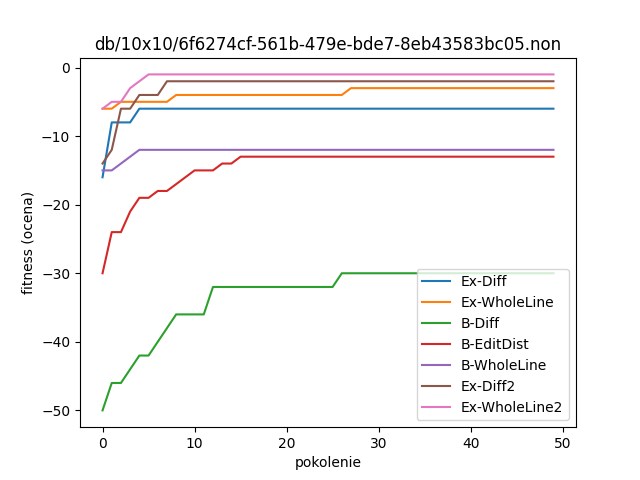 db/10x10/6f6274cf-561b-479e-bde7-8eb43583bc05.non
fitness (ocena)
0
−10
−20
−30
−40
−50
Ex-Diff
Ex-WholeLine
B-Diff
B-EditDist
B-WholeLine
Ex-Diff2
Ex-WholeLine2
0 10 20 30 40 50
pokolenie